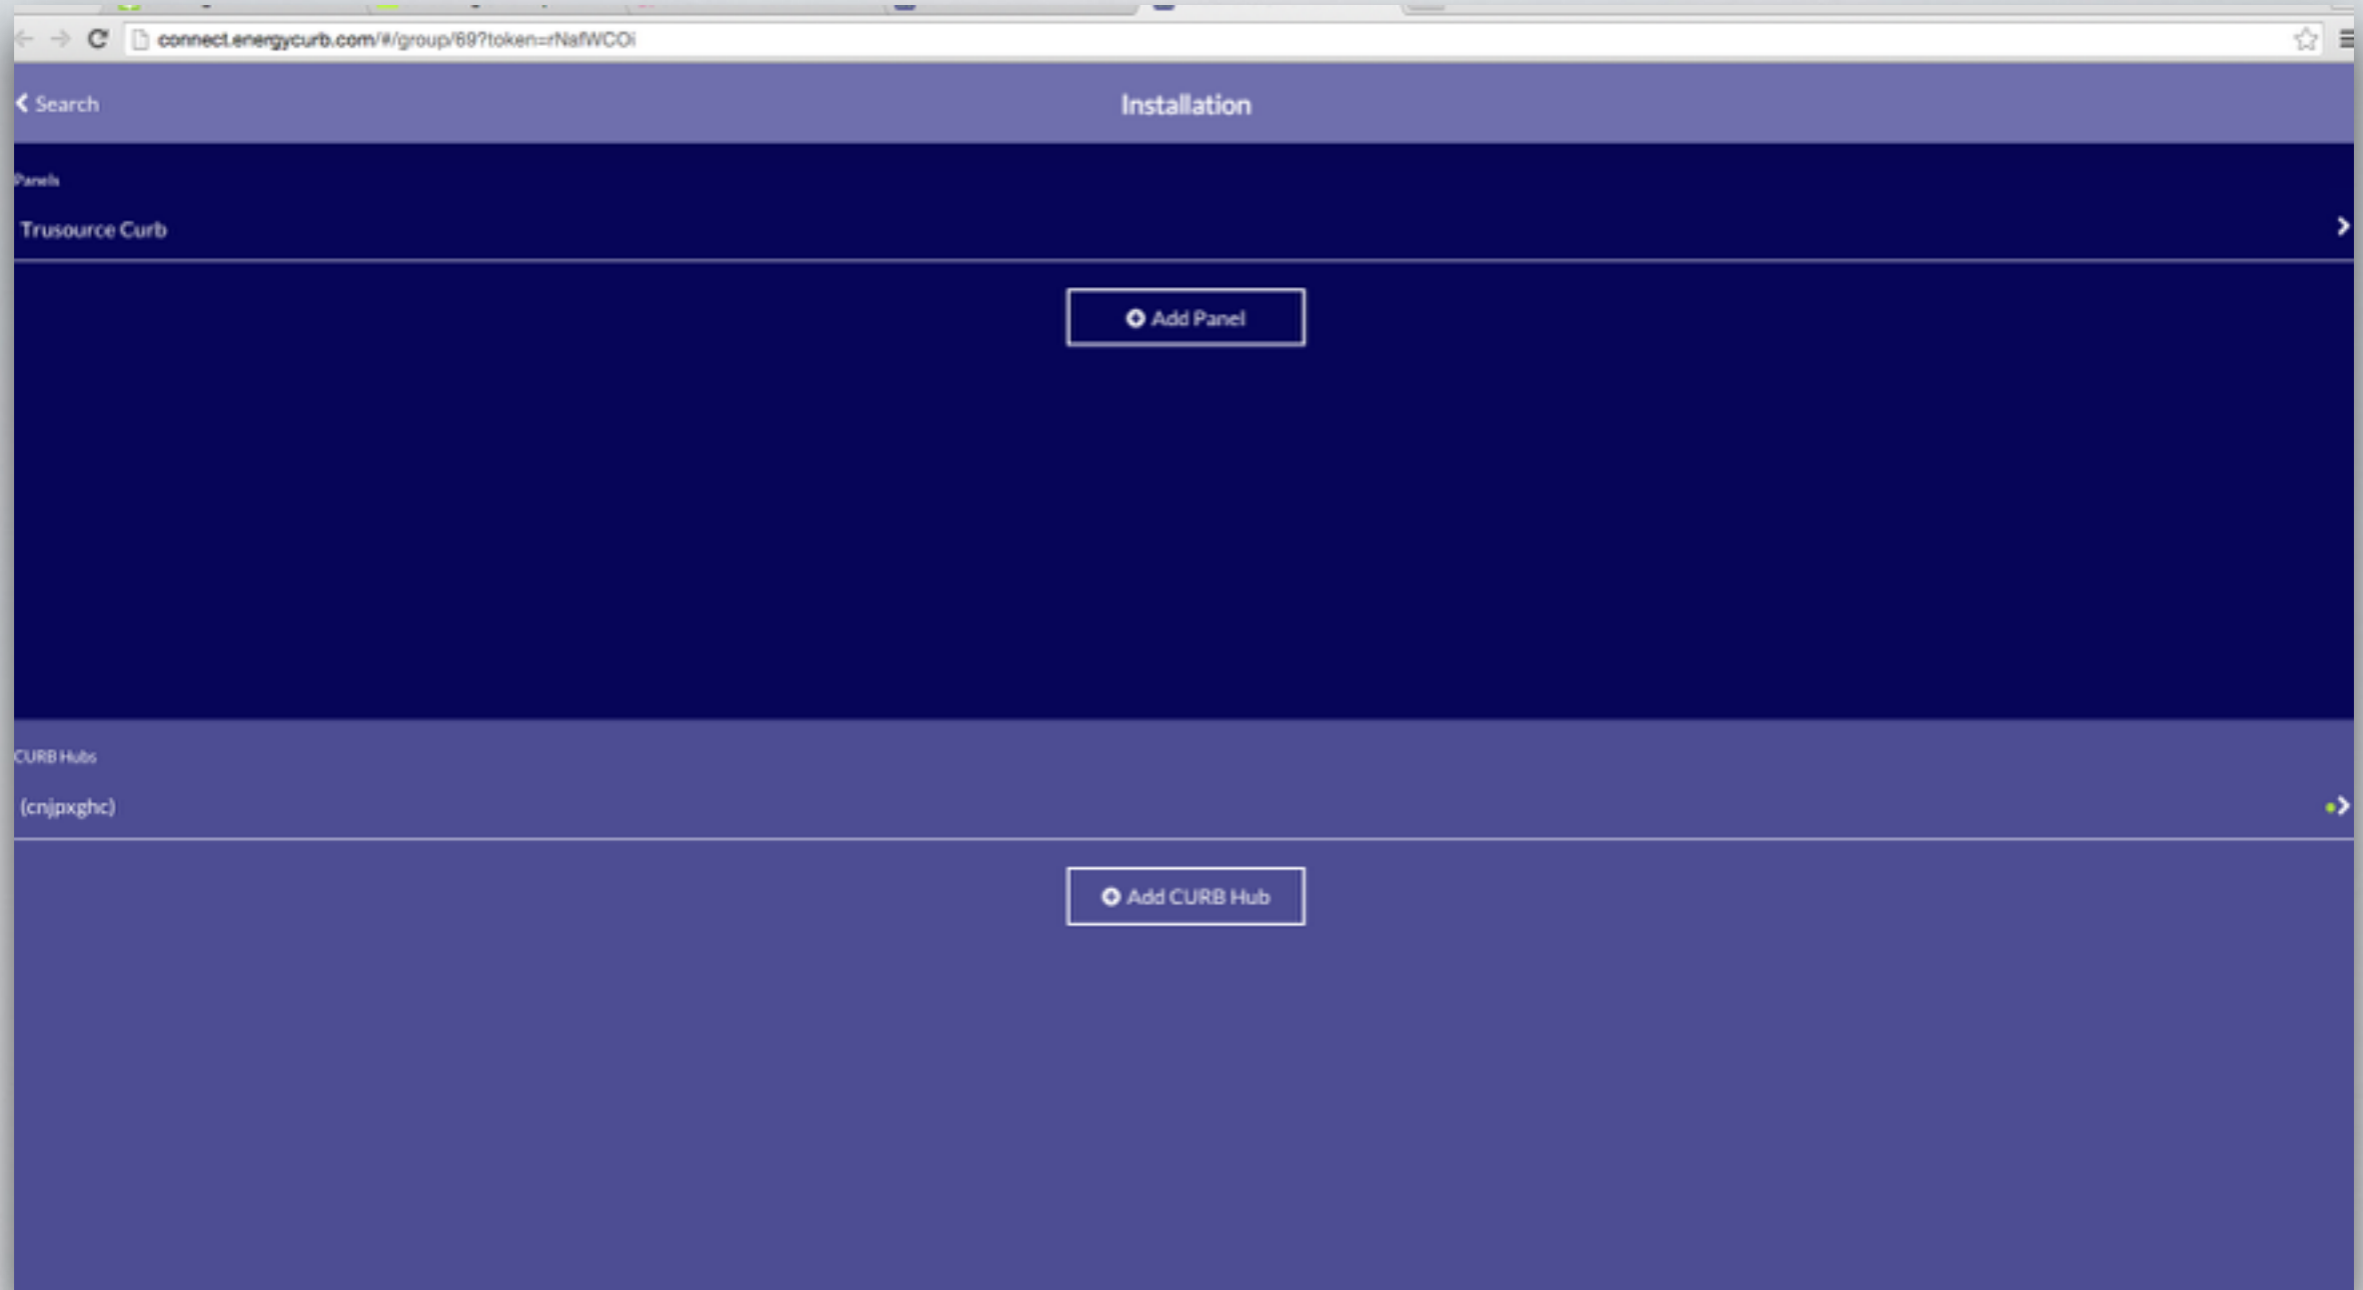 connect.energycurb.com/#/group/69?token=rNafWCOi
Search
Installation
Panels
Trusource Curb
Add Panel
CURB Hubs
(cnjpxghc)
Add CURB Hub